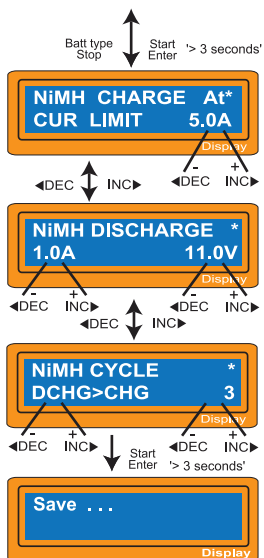 Batt type Start
Stop Enter '> 3 seconds'
NiMH CHARGE At*
CUR LIMIT 5.0A
Display
- +
◀DEC INC▶
◀DEC INC▶
NiMH DISCHARGE *
1.0A 11.0V
Display
- + - +
◀DEC INC▶ ◀DEC INC▶
◀DEC INC▶
NiMH CYCLE *
DCHG>CHG 3
Display
- + - +
◀DEC INC▶ ◀DEC INC▶
Start
Enter '> 3 seconds'
Save ...
Display